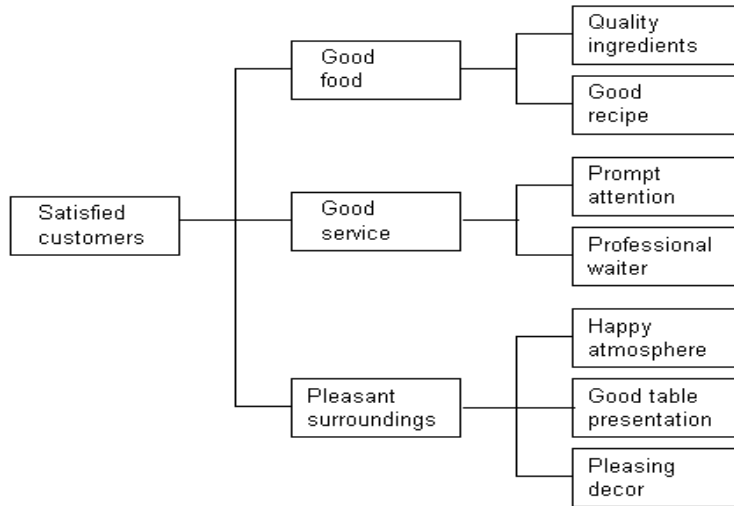 Satisfied
customers
Good
food
Quality
ingredients
Good
recipe
Good
service
Prompt
attention
Professional
waiter
Pleasant
surroundings
Happy
atmosphere
Good table
presentation
Pleasing
decor